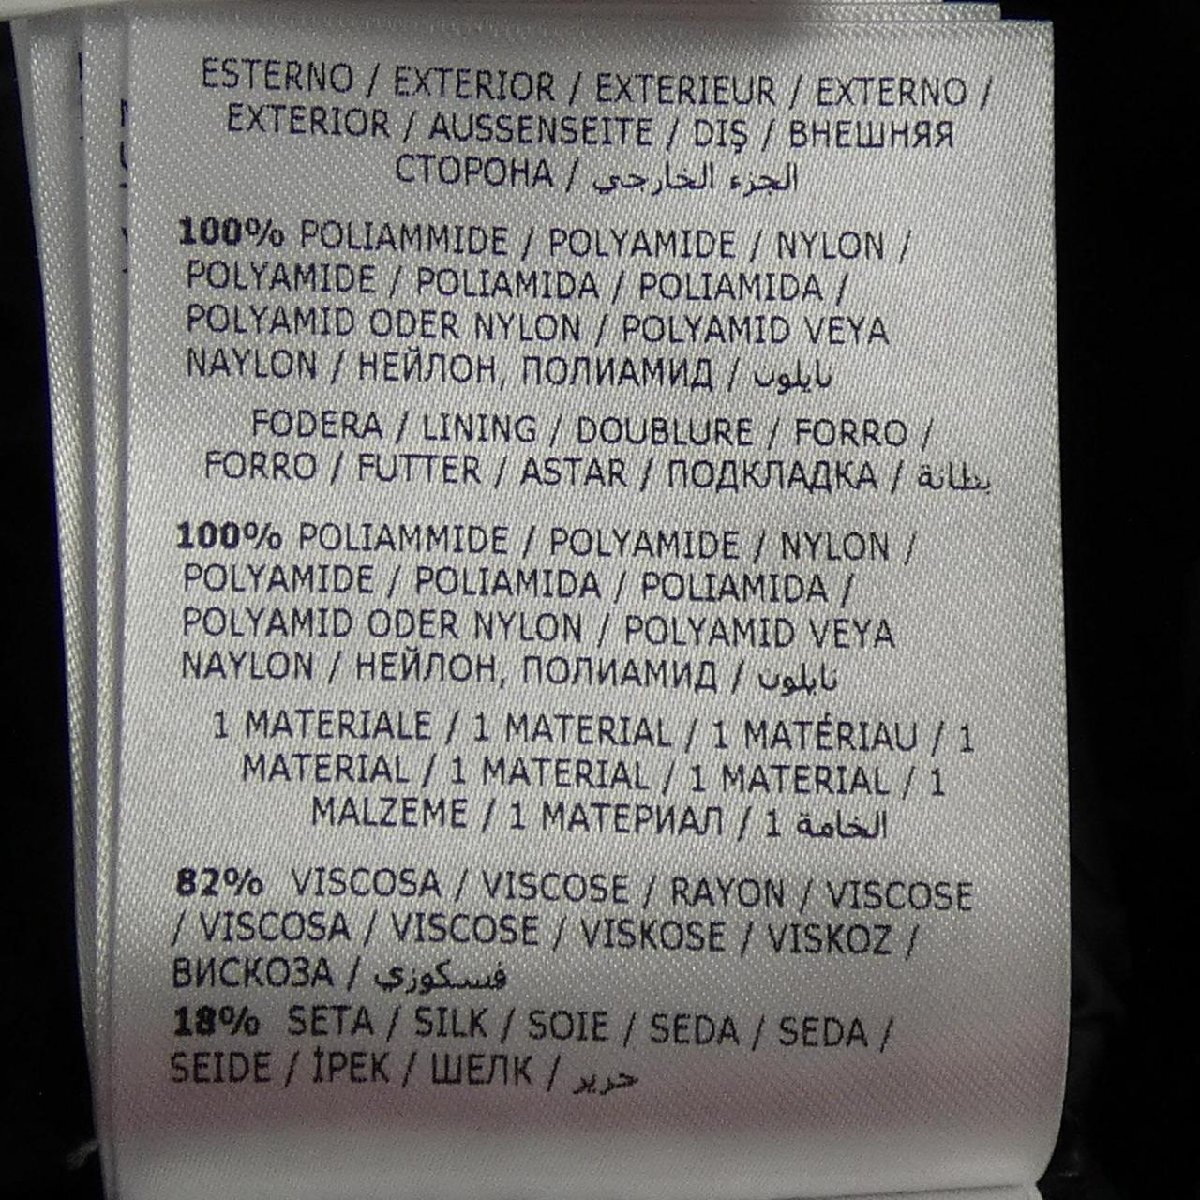 ESTERNO / EXTERIOR / EXTERIEUR / EXTERNO /
EXTERIOR / AUSSENSEITE / DIŞ / ВНЕШНЯЯ
СТОРОНА / الجزء الخارجي
100% POLIAMMIDE / POLYAMIDE / NYLON /
POLYAMIDE / POLIAMIDA / POLIAMIDA /
POLYAMID ODER NYLON / POLYAMID VEYA
NAYLON / НЕЙЛОН, ПОЛИАМИД / نايلون
FODERA / LINING / DOUBLURE / FORRO /
FORRO / FUTTER / ASTAR / ПОДКЛАДКА / بطانة
100% POLIAMMIDE / POLYAMIDE / NYLON /
POLYAMIDE / POLIAMIDA / POLIAMIDA /
POLYAMID ODER NYLON / POLYAMID VEYA
NAYLON / НЕЙЛОН, ПОЛИАМИД / نايلون
1 MATERIALE / 1 MATERIAL / 1 MATÉRIAU / 1
MATERIAL / 1 MATERIAL / 1 MATERIAL / 1
MALZEME / 1 МАТЕРИАЛ / 1 الخامة
82% VISCOSA / VISCOSE / RAYON / VISCOSE
/ VISCOSA / VISCOSE / VISKOSE / VISKOZ /
ВИСКОЗА / فسكوزي
18% SETA / SILK / SOIE / SEDA / SEDA /
SEIDE / İPEK / ШЕЛК / حرير